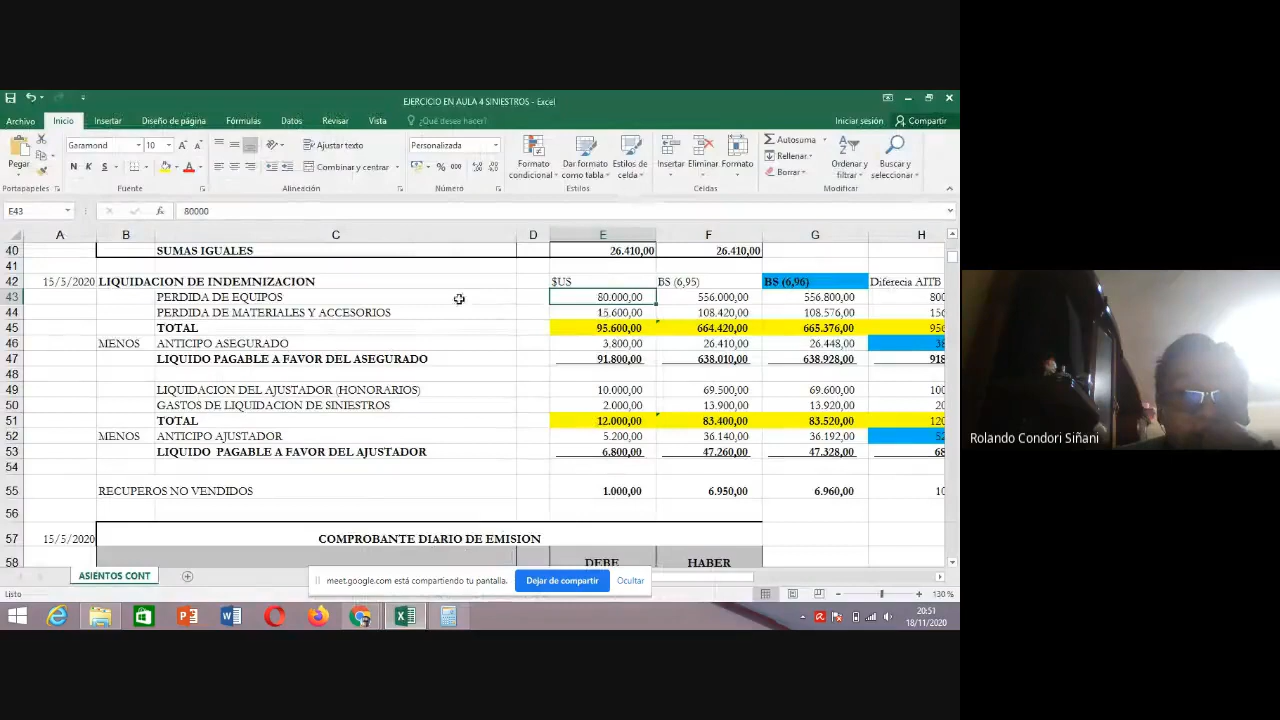 EJERCICIO EN AULA 4 SINIESTROS - Excel
Archivo Inicio Insertar Diseño de página Fórmulas Datos Revisar Vista ¿Qué desea hacer? Iniciar sesión Compartir
Pegar
Garamond 10
N K S
Ajustar texto
Combinar y centrar
Personalizada
% 000
Formato condicional
Dar formato como tabla
Estilos de celda
Insertar Eliminar Formato
Autosuma
Rellenar
Borrar
Ordenar y filtrar
Buscar y seleccionar
Portapapeles Fuente Alineación Número Estilos Celdas Modificar
E43 fx 80000
A B C D E F G H
40 SUMAS IGUALES 26.410,00 26.410,00
41
42 15/5/2020 LIQUIDACION DE INDEMNIZACION $US BS (6,95) BS (6,96) Diferecia AITB
43 PERDIDA DE EQUIPOS 80.000,00 556.000,00 556.800,00 800
44 PERDIDA DE MATERIALES Y ACCESORIOS 15.600,00 108.420,00 108.576,00 156
45 TOTAL 95.600,00 664.420,00 665.376,00 956
46 MENOS ANTICIPO ASEGURADO 3.800,00 26.410,00 26.448,00 38
47 LIQUIDO PAGABLE A FAVOR DEL ASEGURADO 91.800,00 638.010,00 638.928,00 918
48
49 LIQUIDACION DEL AJUSTADOR (HONORARIOS) 10.000,00 69.500,00 69.600,00 100
50 GASTOS DE LIQUIDACION DE SINIESTROS 2.000,00 13.900,00 13.920,00 20
51 TOTAL 12.000,00 83.400,00 83.520,00 120
52 MENOS ANTICIPO AJUSTADOR 5.200,00 36.140,00 36.192,00 52
53 LIQUIDO PAGABLE A FAVOR DEL AJUSTADOR 6.800,00 47.260,00 47.328,00 68
54
55 RECUPEROS NO VENDIDOS 1.000,00 6.950,00 6.960,00 10
56
57 15/5/2020 COMPROBANTE DIARIO DE EMISION
58 DEBE HABER
ASIENTOS CONT
meet.google.com está compartiendo tu pantalla. Dejar de compartir Ocultar
Listo 130 %
20:51
18/11/2020
Rolando Condori Siñani